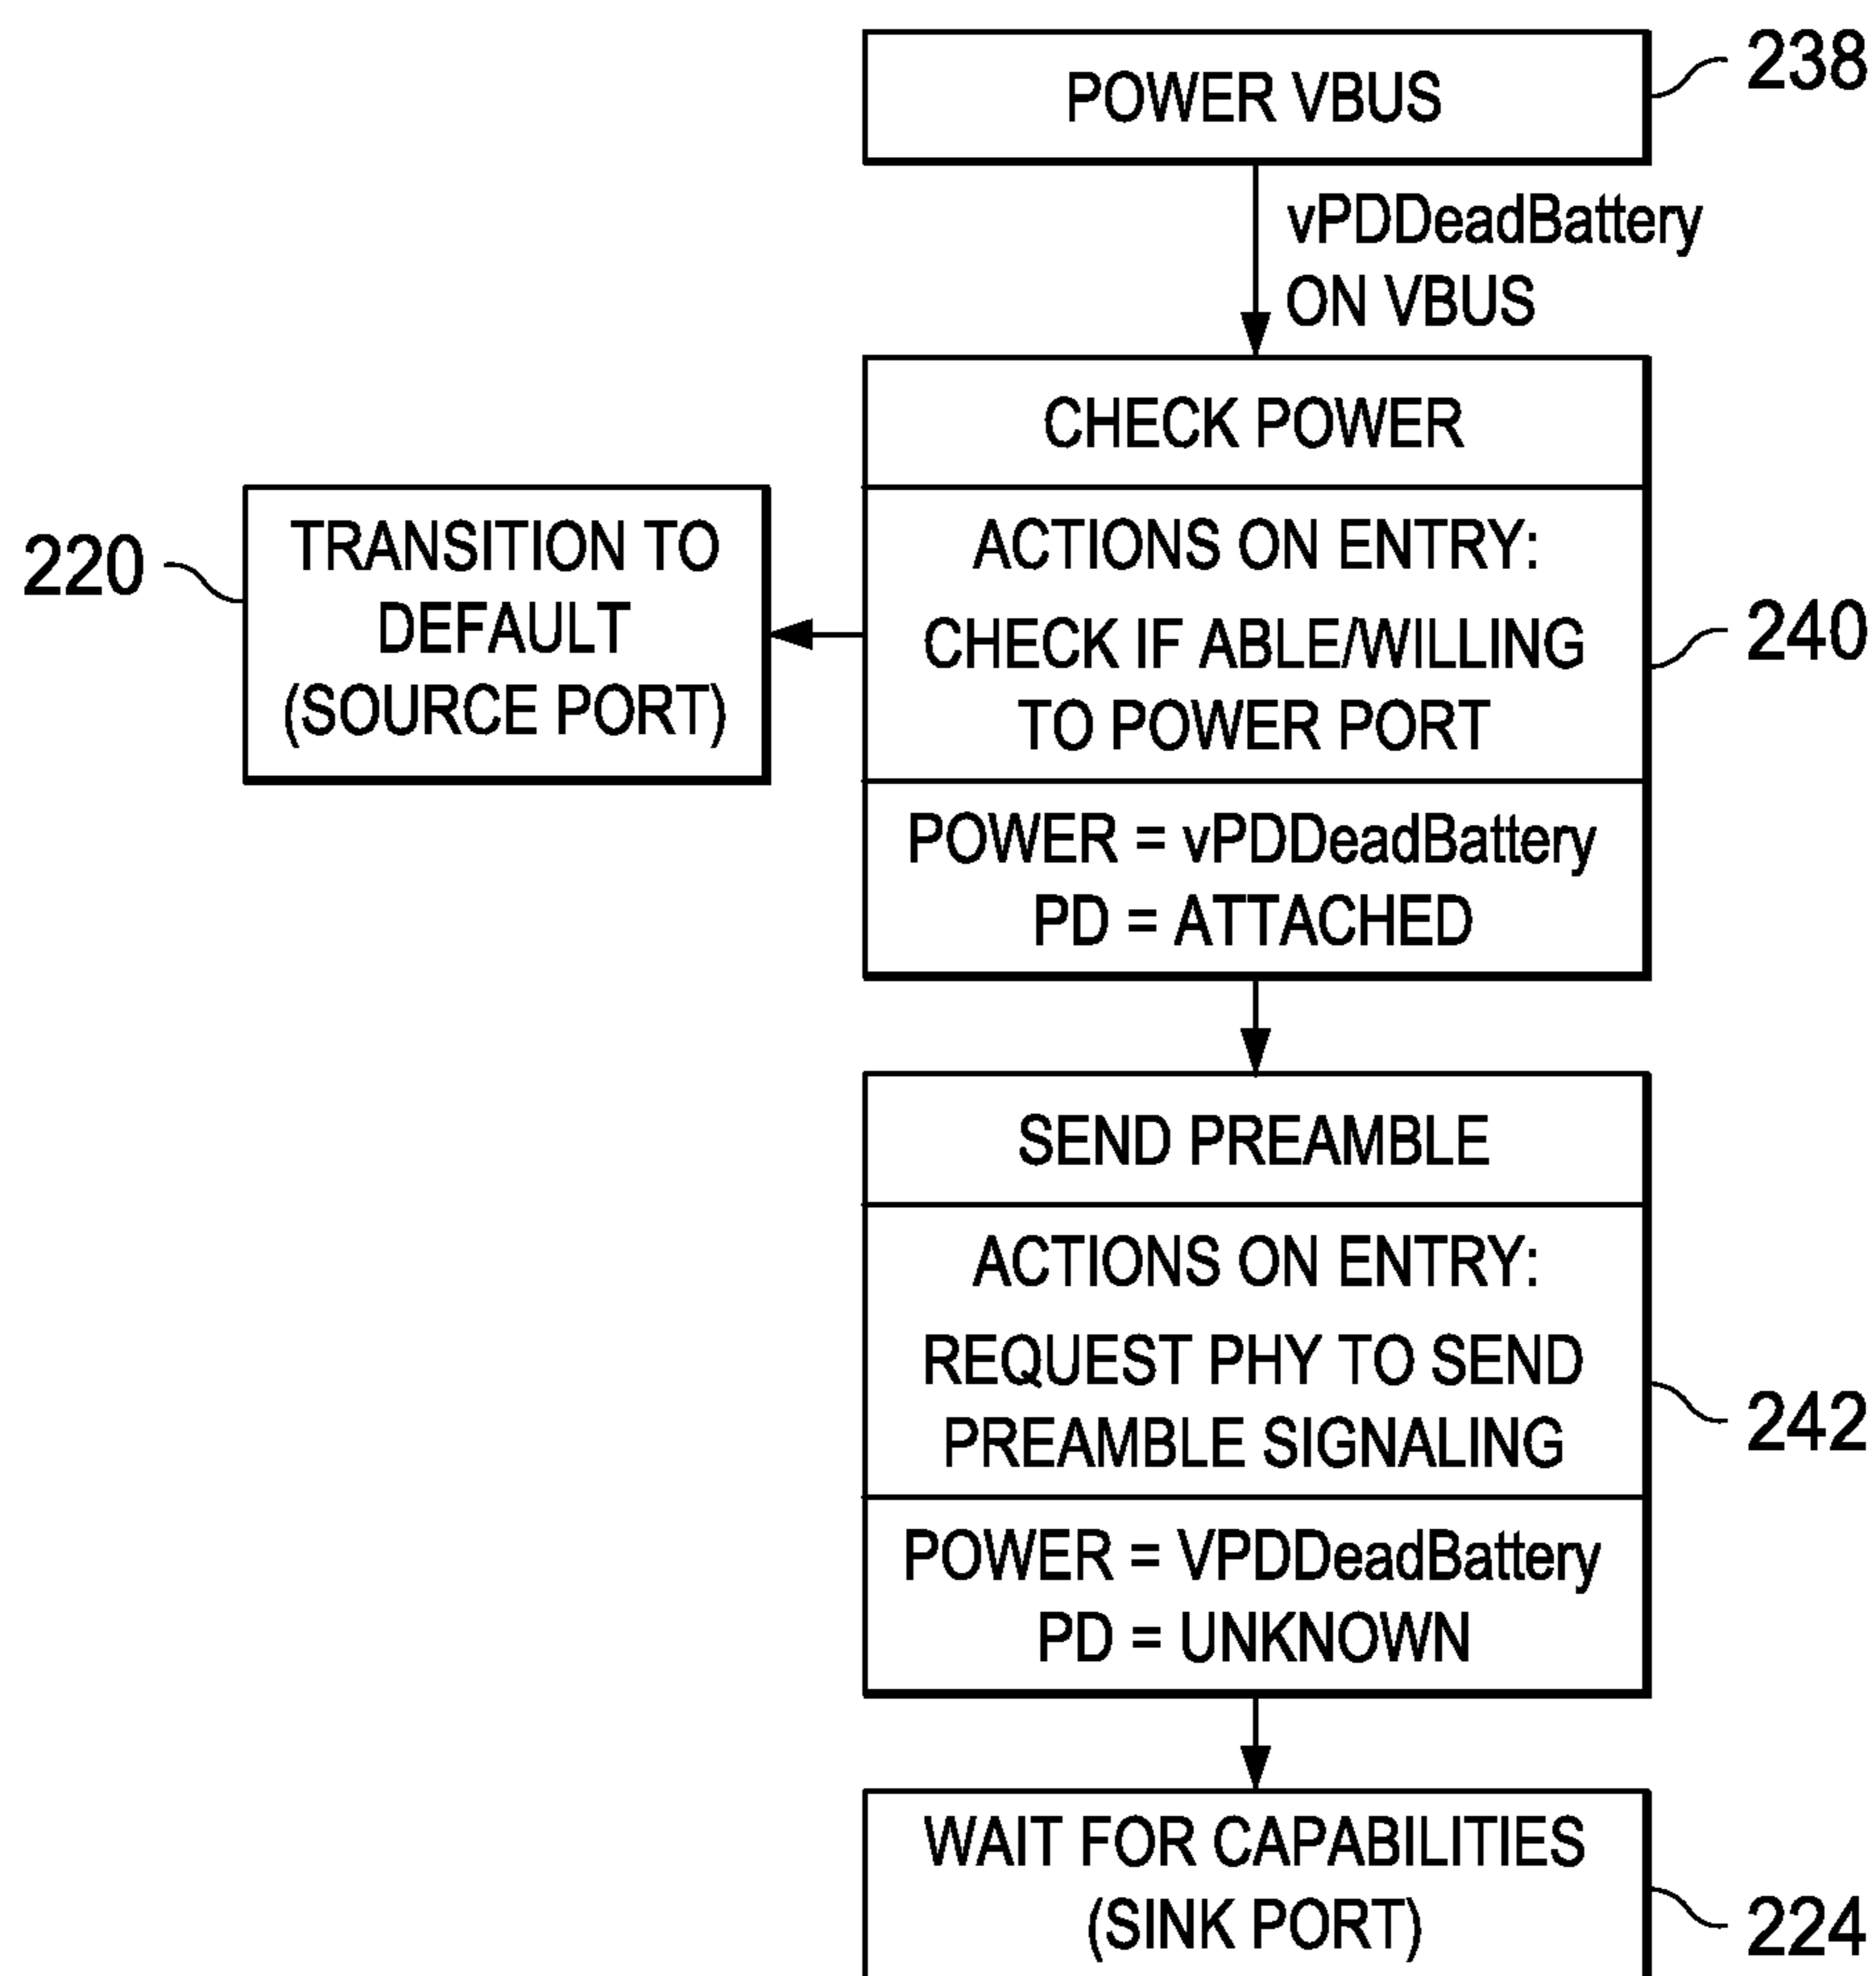 POWER VBUS
238
vPDDeadBattery
ON VBUS
CHECK POWER
ACTIONS ON ENTRY:
CHECK IF ABLE/WILLING
TO POWER PORT
240
POWER = vPDDeadBattery
PD = ATTACHED
220
TRANSITION TO
DEFAULT
(SOURCE PORT)
SEND PREAMBLE
ACTIONS ON ENTRY:
REQUEST PHY TO SEND
PREAMBLE SIGNALING
242
POWER = VPDDeadBattery
PD = UNKNOWN
WAIT FOR CAPABILITIES
(SINK PORT)
224